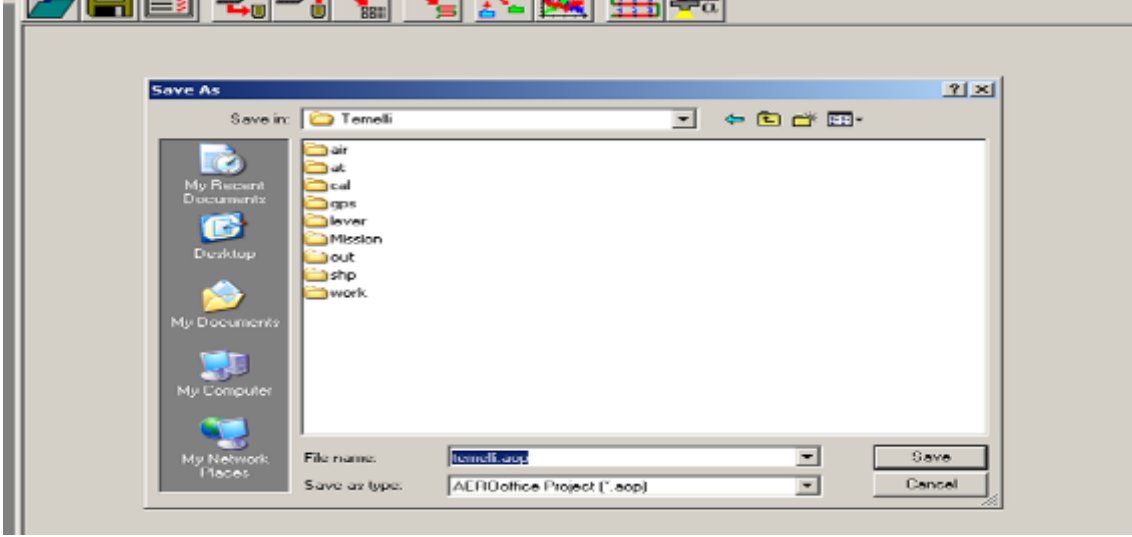 α
Save As
Save in:
Temelli
My Recent
Documents
Desktop
My Documents
My Computer
My Network
Places
air
at
cal
gps
lever
Mission
out
shp
work
File name:
temelli.aop
Save
Save as type:
AEROoffice Project (*.aop)
Cancel